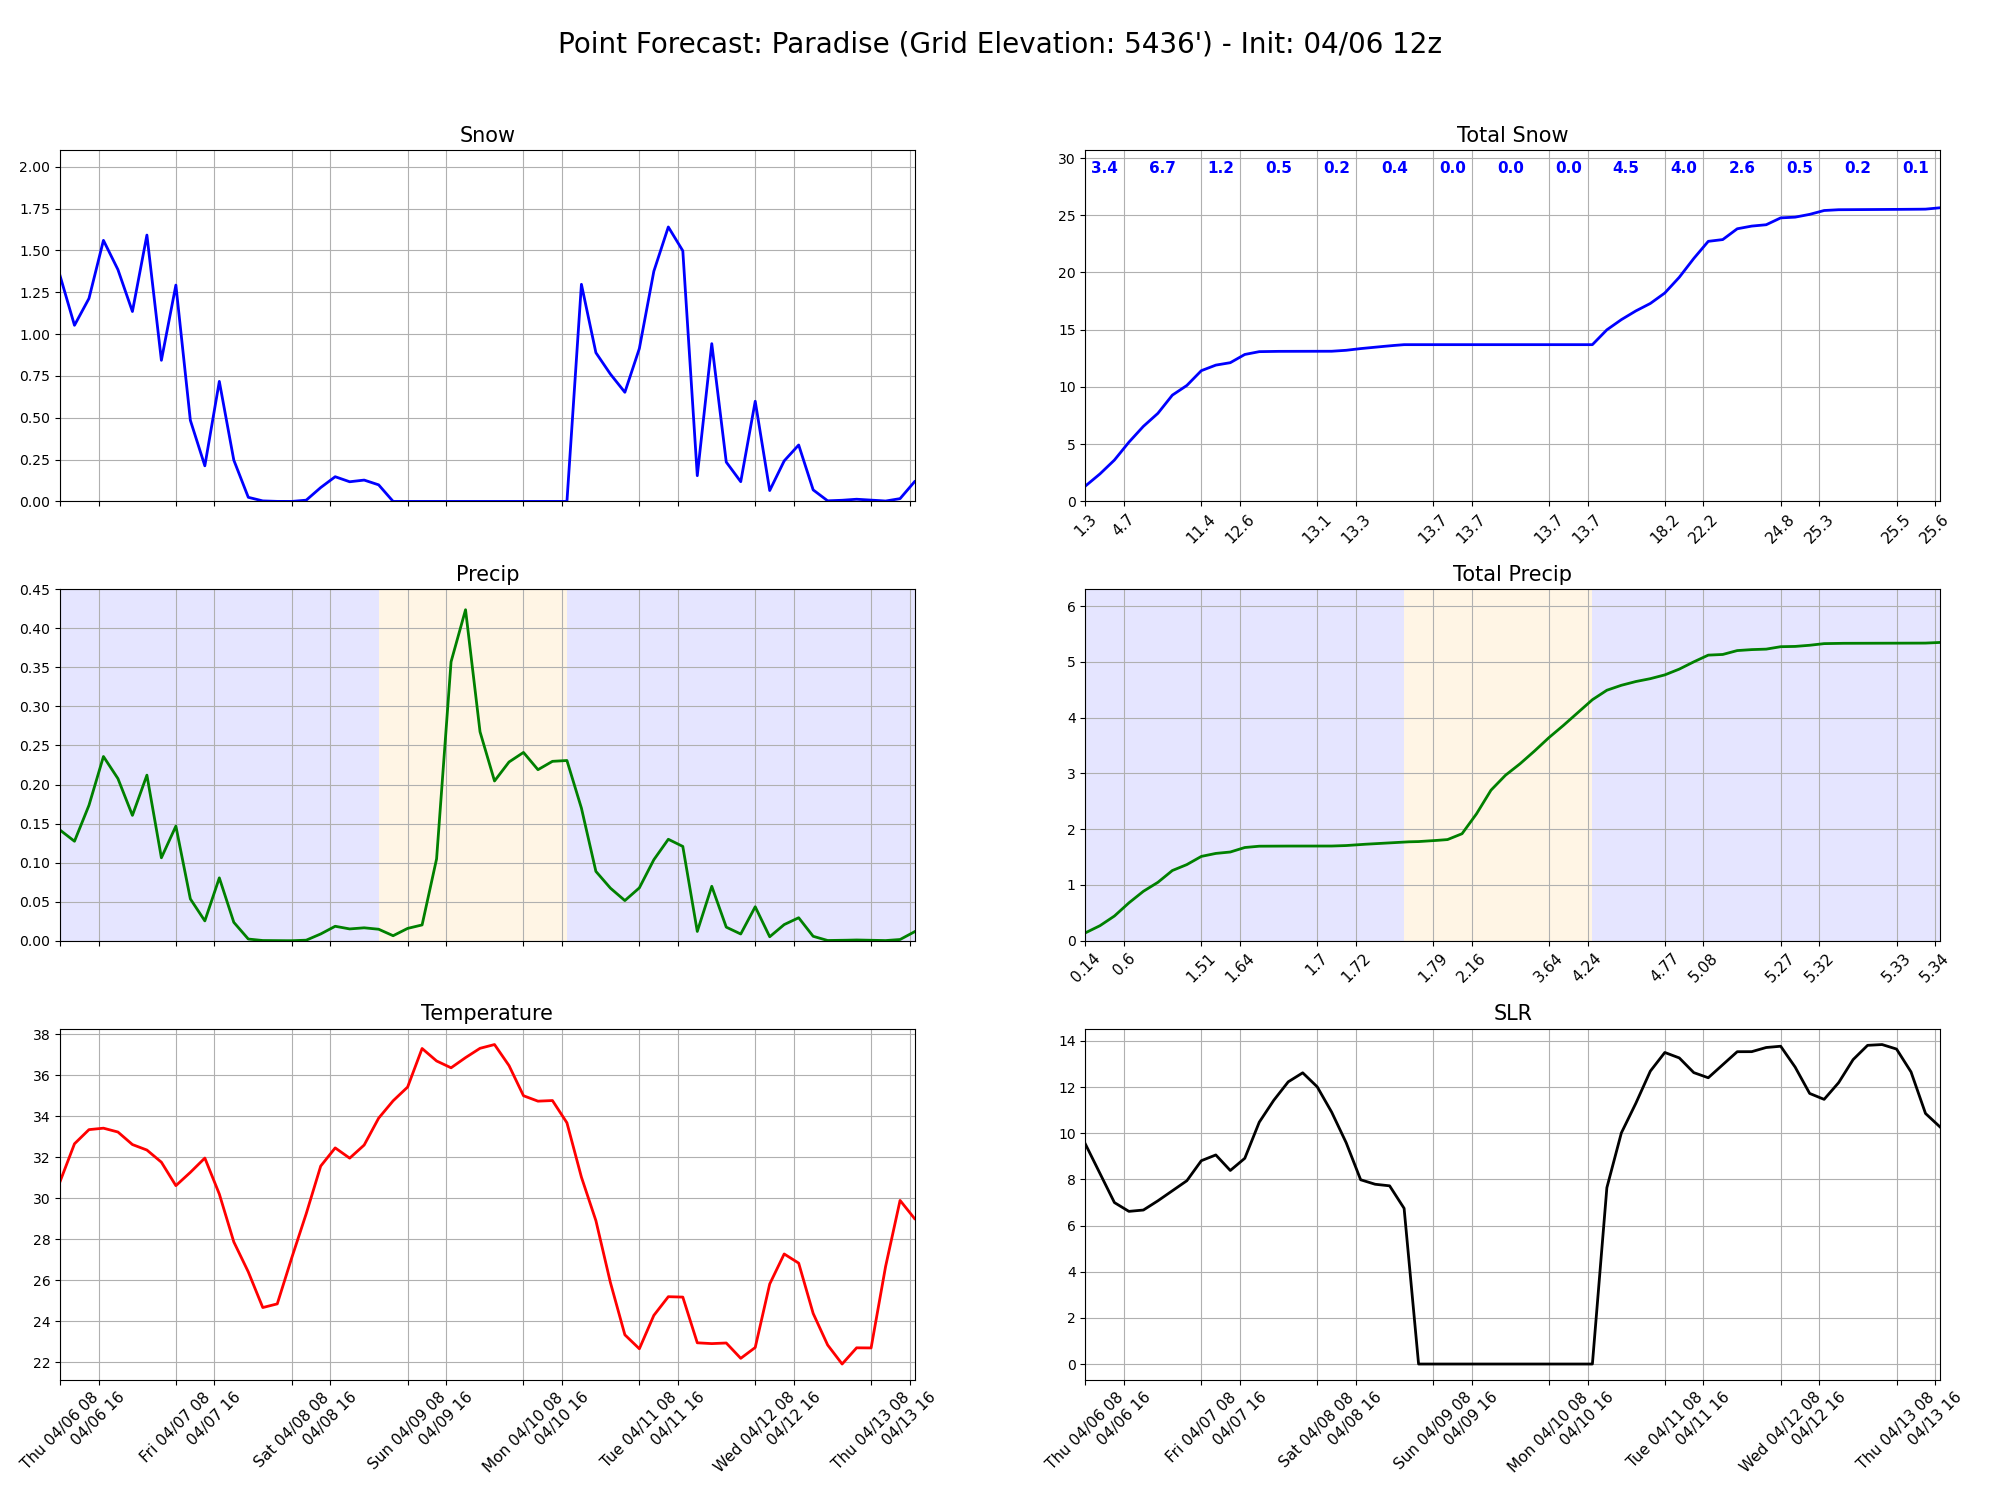 Point Forecast: Paradise (Grid Elevation: 5436') - Init: 04/06 12z
Snow
2.00
1.75
1.50
1.25
1.00
0.75
0.50
0.25
0.00
Total Snow
3.4 6.7 1.2 0.5 0.2 0.4 0.0 0.0 0.0 4.5 4.0 2.6 0.5 0.2 0.1
30
25
20
15
10
5
0
1.3 4.7 11.4 12.6 13.1 13.3 13.7 13.7 13.7 13.7 18.2 22.2 24.8 25.3 25.5 25.6
Precip
0.45
0.40
0.35
0.30
0.25
0.20
0.15
0.10
0.05
0.00
Total Precip
6
5
4
3
2
1
0
0.14 0.6 1.51 1.64 1.7 1.72 1.79 2.16 3.64 4.24 4.77 5.08 5.27 5.32 5.33 5.34
Temperature
38
36
34
32
30
28
26
24
22
Thu 04/06 08
04/06 16
Fri 04/07 08
04/07 16
Sat 04/08 08
04/08 16
Sun 04/09 08
04/09 16
Mon 04/10 08
04/10 16
Tue 04/11 08
04/11 16
Wed 04/12 08
04/12 16
Thu 04/13 08
04/13 16
SLR
14
12
10
8
6
4
2
0
Thu 04/06 08
04/06 16
Fri 04/07 08
04/07 16
Sat 04/08 08
04/08 16
Sun 04/09 08
04/09 16
Mon 04/10 08
04/10 16
Tue 04/11 08
04/11 16
Wed 04/12 08
04/12 16
Thu 04/13 08
04/13 16